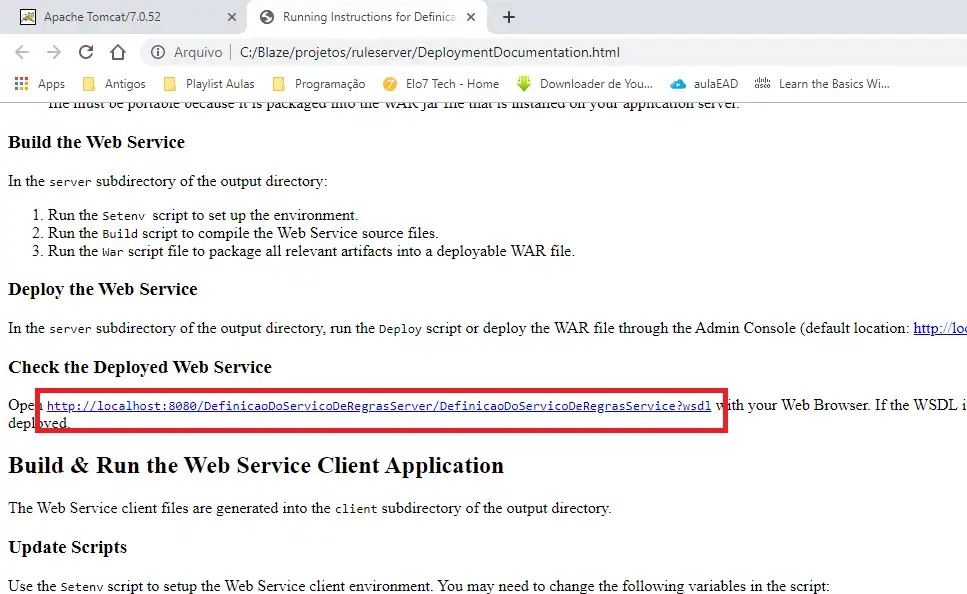 Apache Tomcat/7.0.52
Running Instructions for Definica
Arquivo
C:/Blaze/projetos/ruleserver/DeploymentDocumentation.html
Apps
Antigos
Playlist Aulas
Programação
Elo7 Tech - Home
Downloader de You...
aulaEAD
Learn the Basics Wi...
file must be portable because it is packaged into the WAR jar file that is installed on your application server.
Build the Web Service
In the server subdirectory of the output directory:
1. Run the Setenv script to set up the environment.
2. Run the Build script to compile the Web Service source files.
3. Run the War script file to package all relevant artifacts into a deployable WAR file.
Deploy the Web Service
In the server subdirectory of the output directory, run the Deploy script or deploy the WAR file through the Admin Console (default location: http://loc
Check the Deployed Web Service
Open http://localhost:8080/DefinicaoDoServicoDeRegrasServer/DefinicaoDoServicoDeRegrasService?wsdl with your Web Browser. If the WSDL i
deployed.
Build & Run the Web Service Client Application
The Web Service client files are generated into the client subdirectory of the output directory.
Update Scripts
Use the Setenv script to setup the Web Service client environment. You may need to change the following variables in the script: